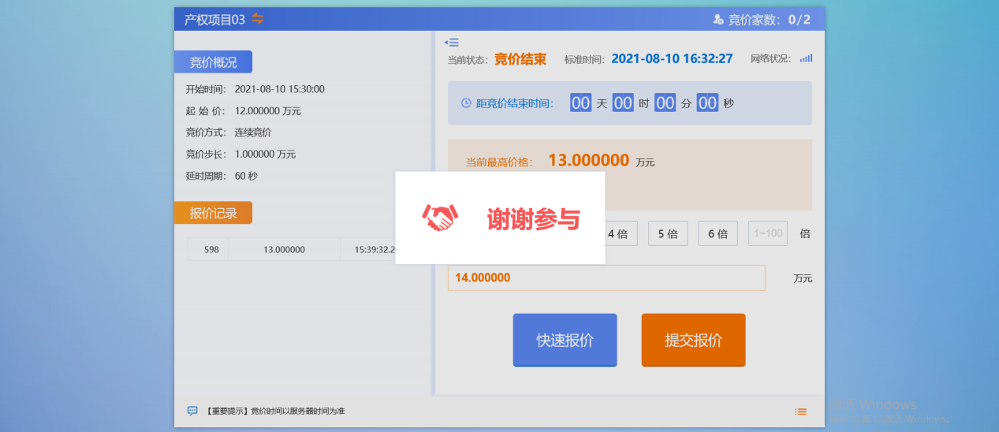 产权项目03
竞价家数: 0/2
竞价概况
开始时间: 2021-08-10 15:30:00
起 始 价: 12.000000 万元
竞价方式: 连续竞价
竞价步长: 1.000000 万元
延时周期: 60 秒
报价记录
598 13.000000 15:39:32.2
当前状态: 竞价结束 标准时间: 2021-08-10 16:32:27 网络状况:
距竞价结束时间: 00 天 00 时 00 分 00 秒
当前最高价格: 13.000000 万元
谢谢参与
4 倍 5 倍 6 倍 1~100 倍
14.000000 万元
快速报价 提交报价
【重要提示】竞价时间以服务器时间为准
激活 Windows